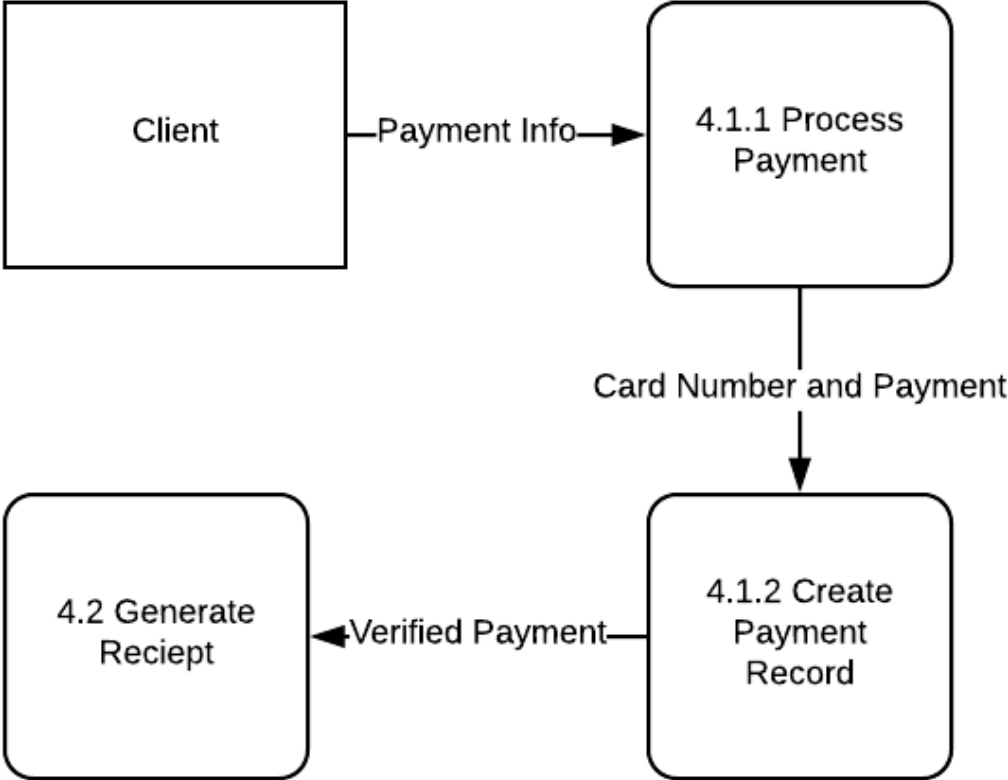 Client
Payment Info
4.1.1 Process
Payment
Card Number and Payment
4.1.2 Create
Payment
Record
Verified Payment
4.2 Generate
Reciept